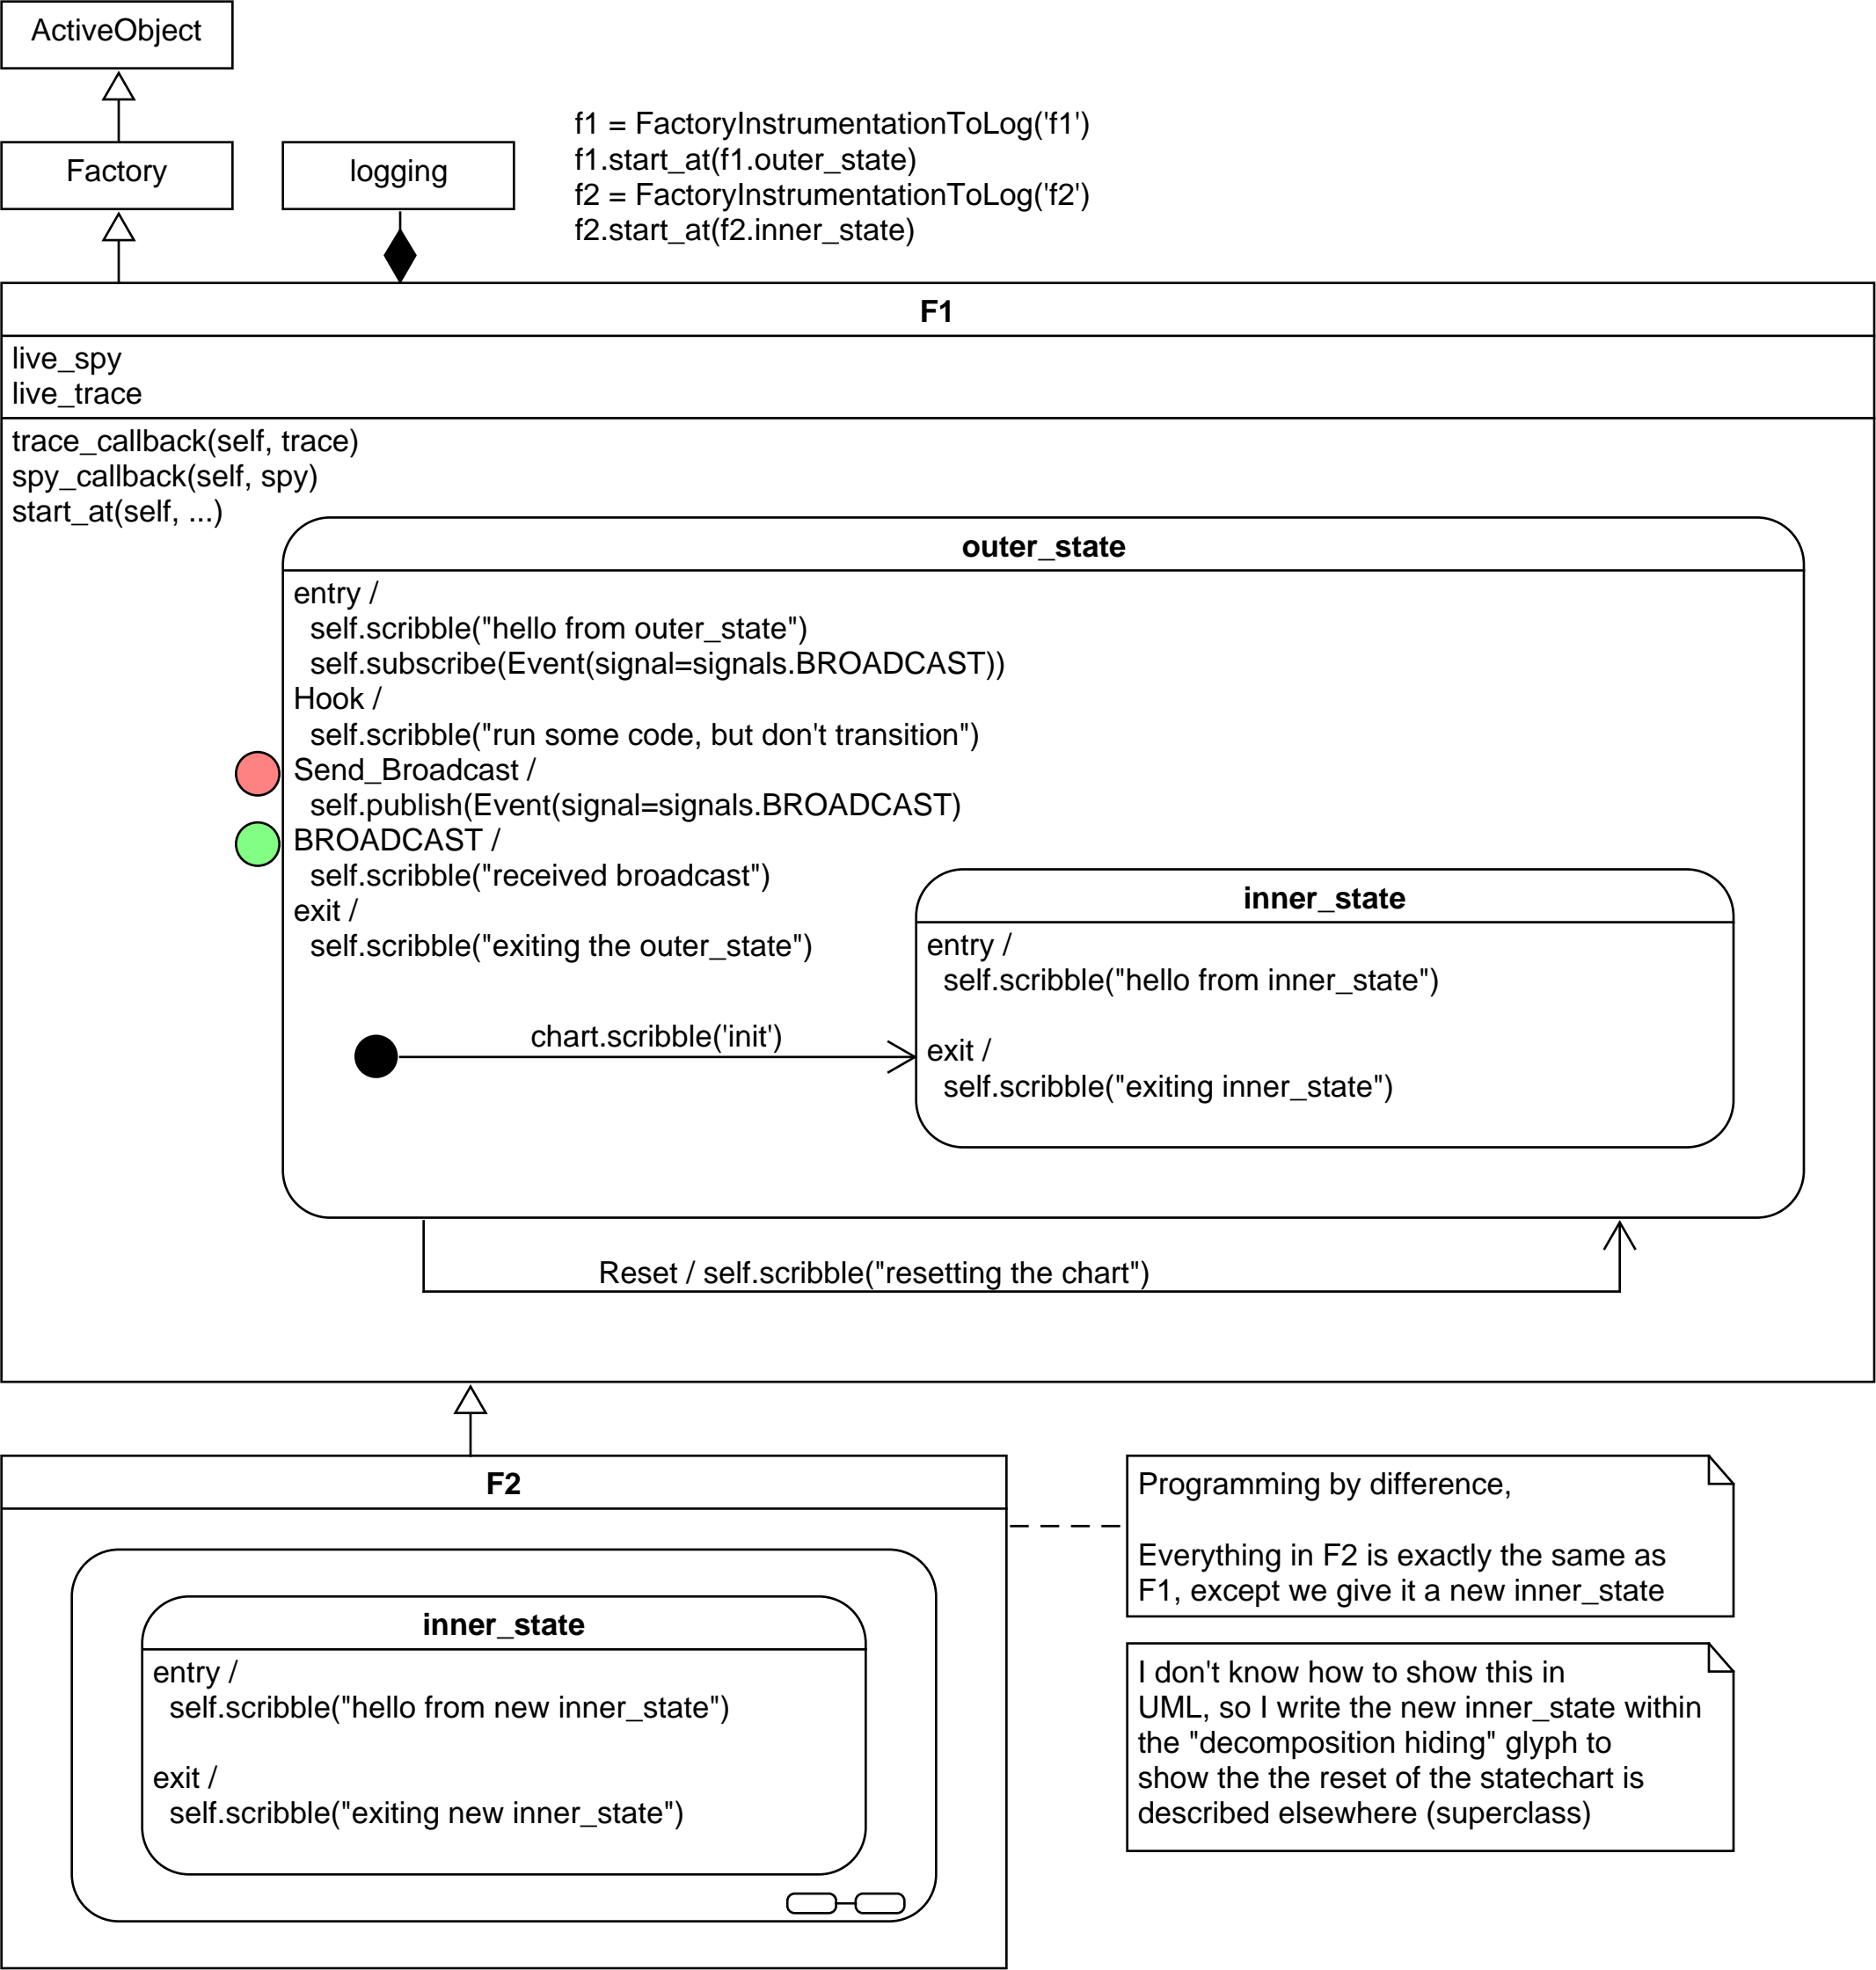 ActiveObject
Factory
logging
f1 = FactoryInstrumentationToLog('f1')
f1.start_at(f1.outer_state)
f2 = FactoryInstrumentationToLog('f2')
f2.start_at(f2.inner_state)
F1
live_spy
live_trace
trace_callback(self, trace)
spy_callback(self, spy)
start_at(self, ...)
outer_state
entry /
self.scribble("hello from outer_state")
self.subscribe(Event(signal=signals.BROADCAST))
Hook /
self.scribble("run some code, but don't transition")
Send_Broadcast /
self.publish(Event(signal=signals.BROADCAST)
BROADCAST /
self.scribble("received broadcast")
exit /
self.scribble("exiting the outer_state")
chart.scribble('init')
inner_state
entry /
self.scribble("hello from inner_state")
exit /
self.scribble("exiting inner_state")
Reset / self.scribble("resetting the chart")
F2
inner_state
entry /
self.scribble("hello from new inner_state")
exit /
self.scribble("exiting new inner_state")
Programming by difference,
Everything in F2 is exactly the same as
F1, except we give it a new inner_state
I don't know how to show this in
UML, so I write the new inner_state within
the "decomposition hiding" glyph to
show the the reset of the statechart is
described elsewhere (superclass)